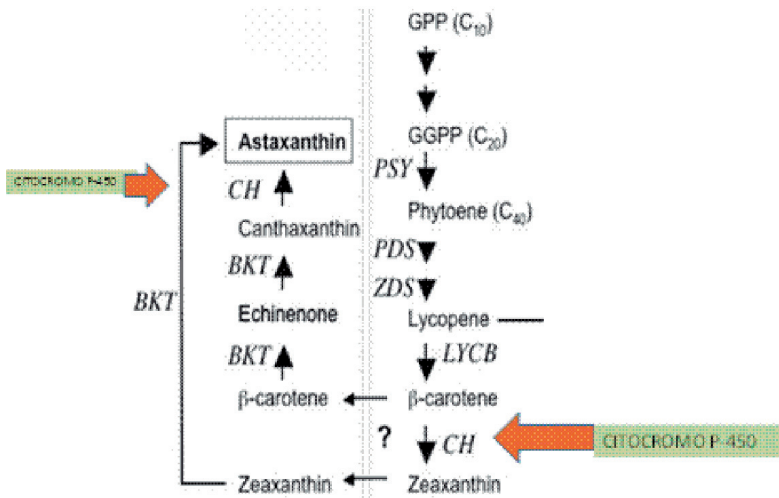 GPP (C10)
GGPP (C20)
PSY
Phytoene (C40)
PDS
ZDS
Lycopene
LYCB
β-carotene
? CH
Zeaxanthin
Astaxanthin
CH
Canthaxanthin
BKT
Echinenone
BKT
β-carotene
Zeaxanthin
BKT
CITOCROMO P-450
CITOCROMO P-450